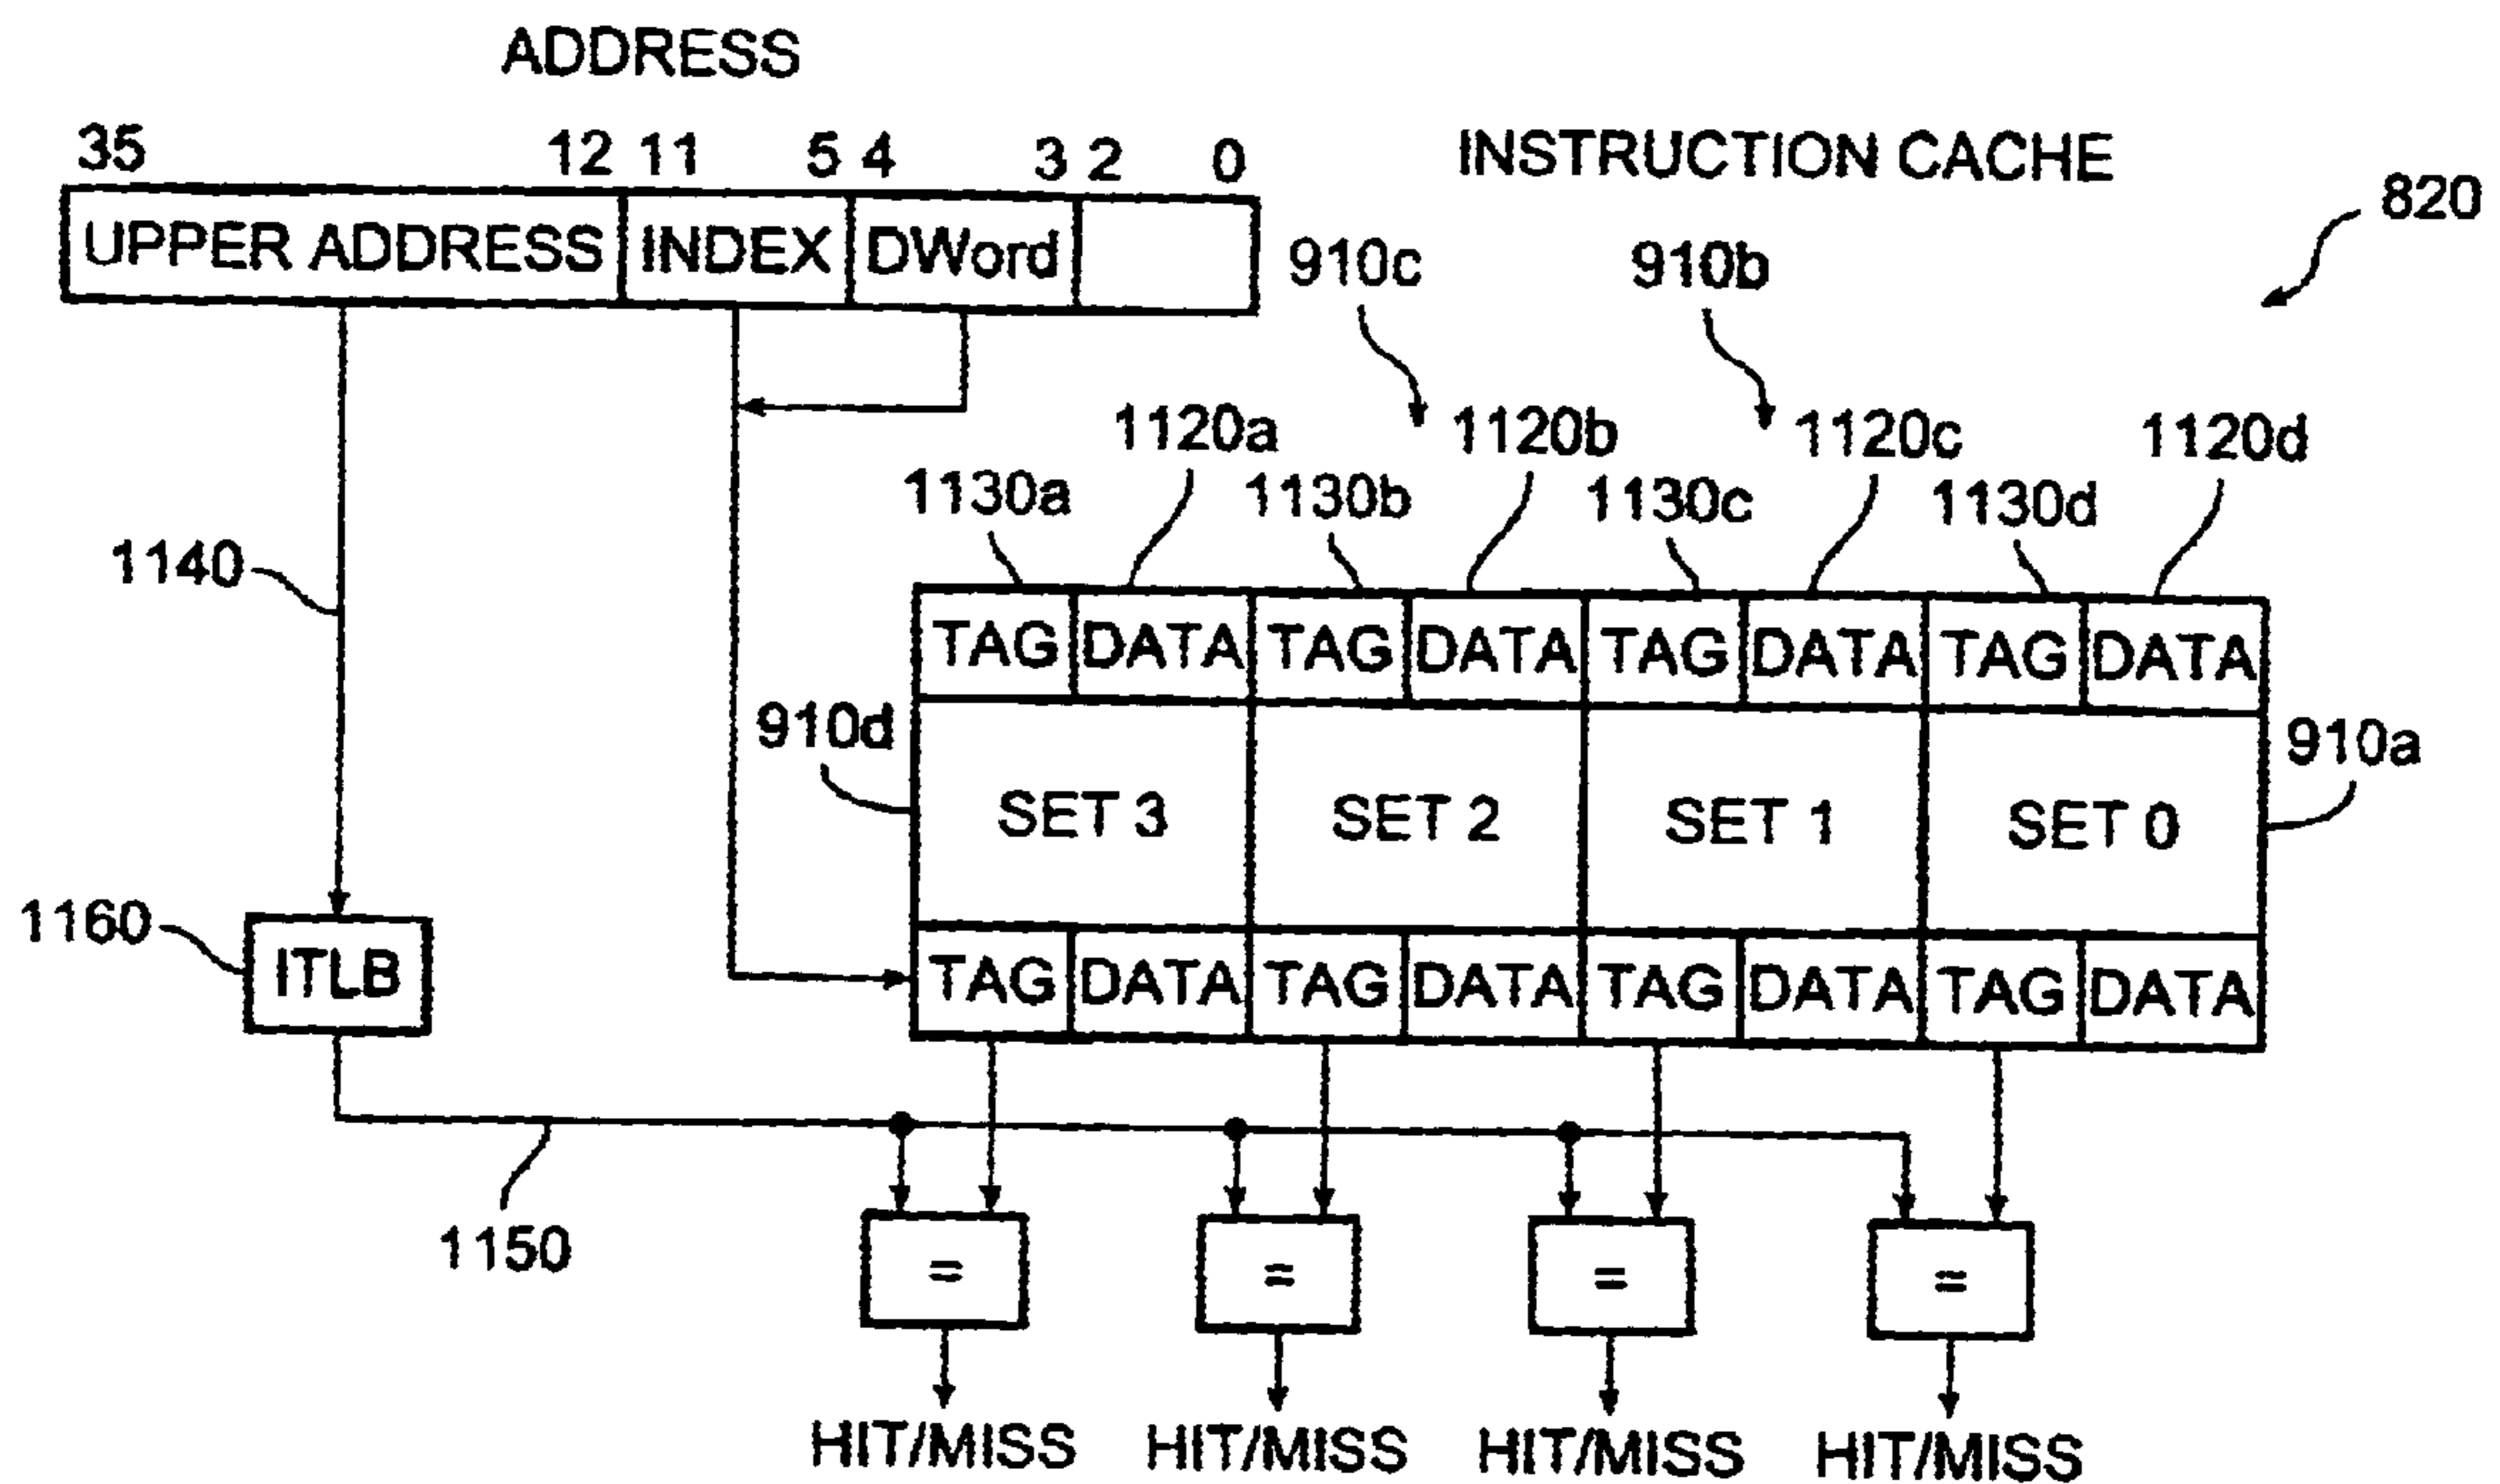 ADDRESS
35 12 11 5 4 3 2 0
INSTRUCTION CACHE
820
UPPER ADDRESS INDEX DWord
910c 910b
1120a 1120b 1120c 1120d
1130a 1130b 1130c 1130d
1140
TAG DATA TAG DATA TAG DATA TAG DATA
910d
910a
SET 3 SET 2 SET 1 SET 0
1160
ITLB
TAG DATA TAG DATA TAG DATA TAG DATA
1150
= = = =
HIT/MISS HIT/MISS HIT/MISS HIT/MISS